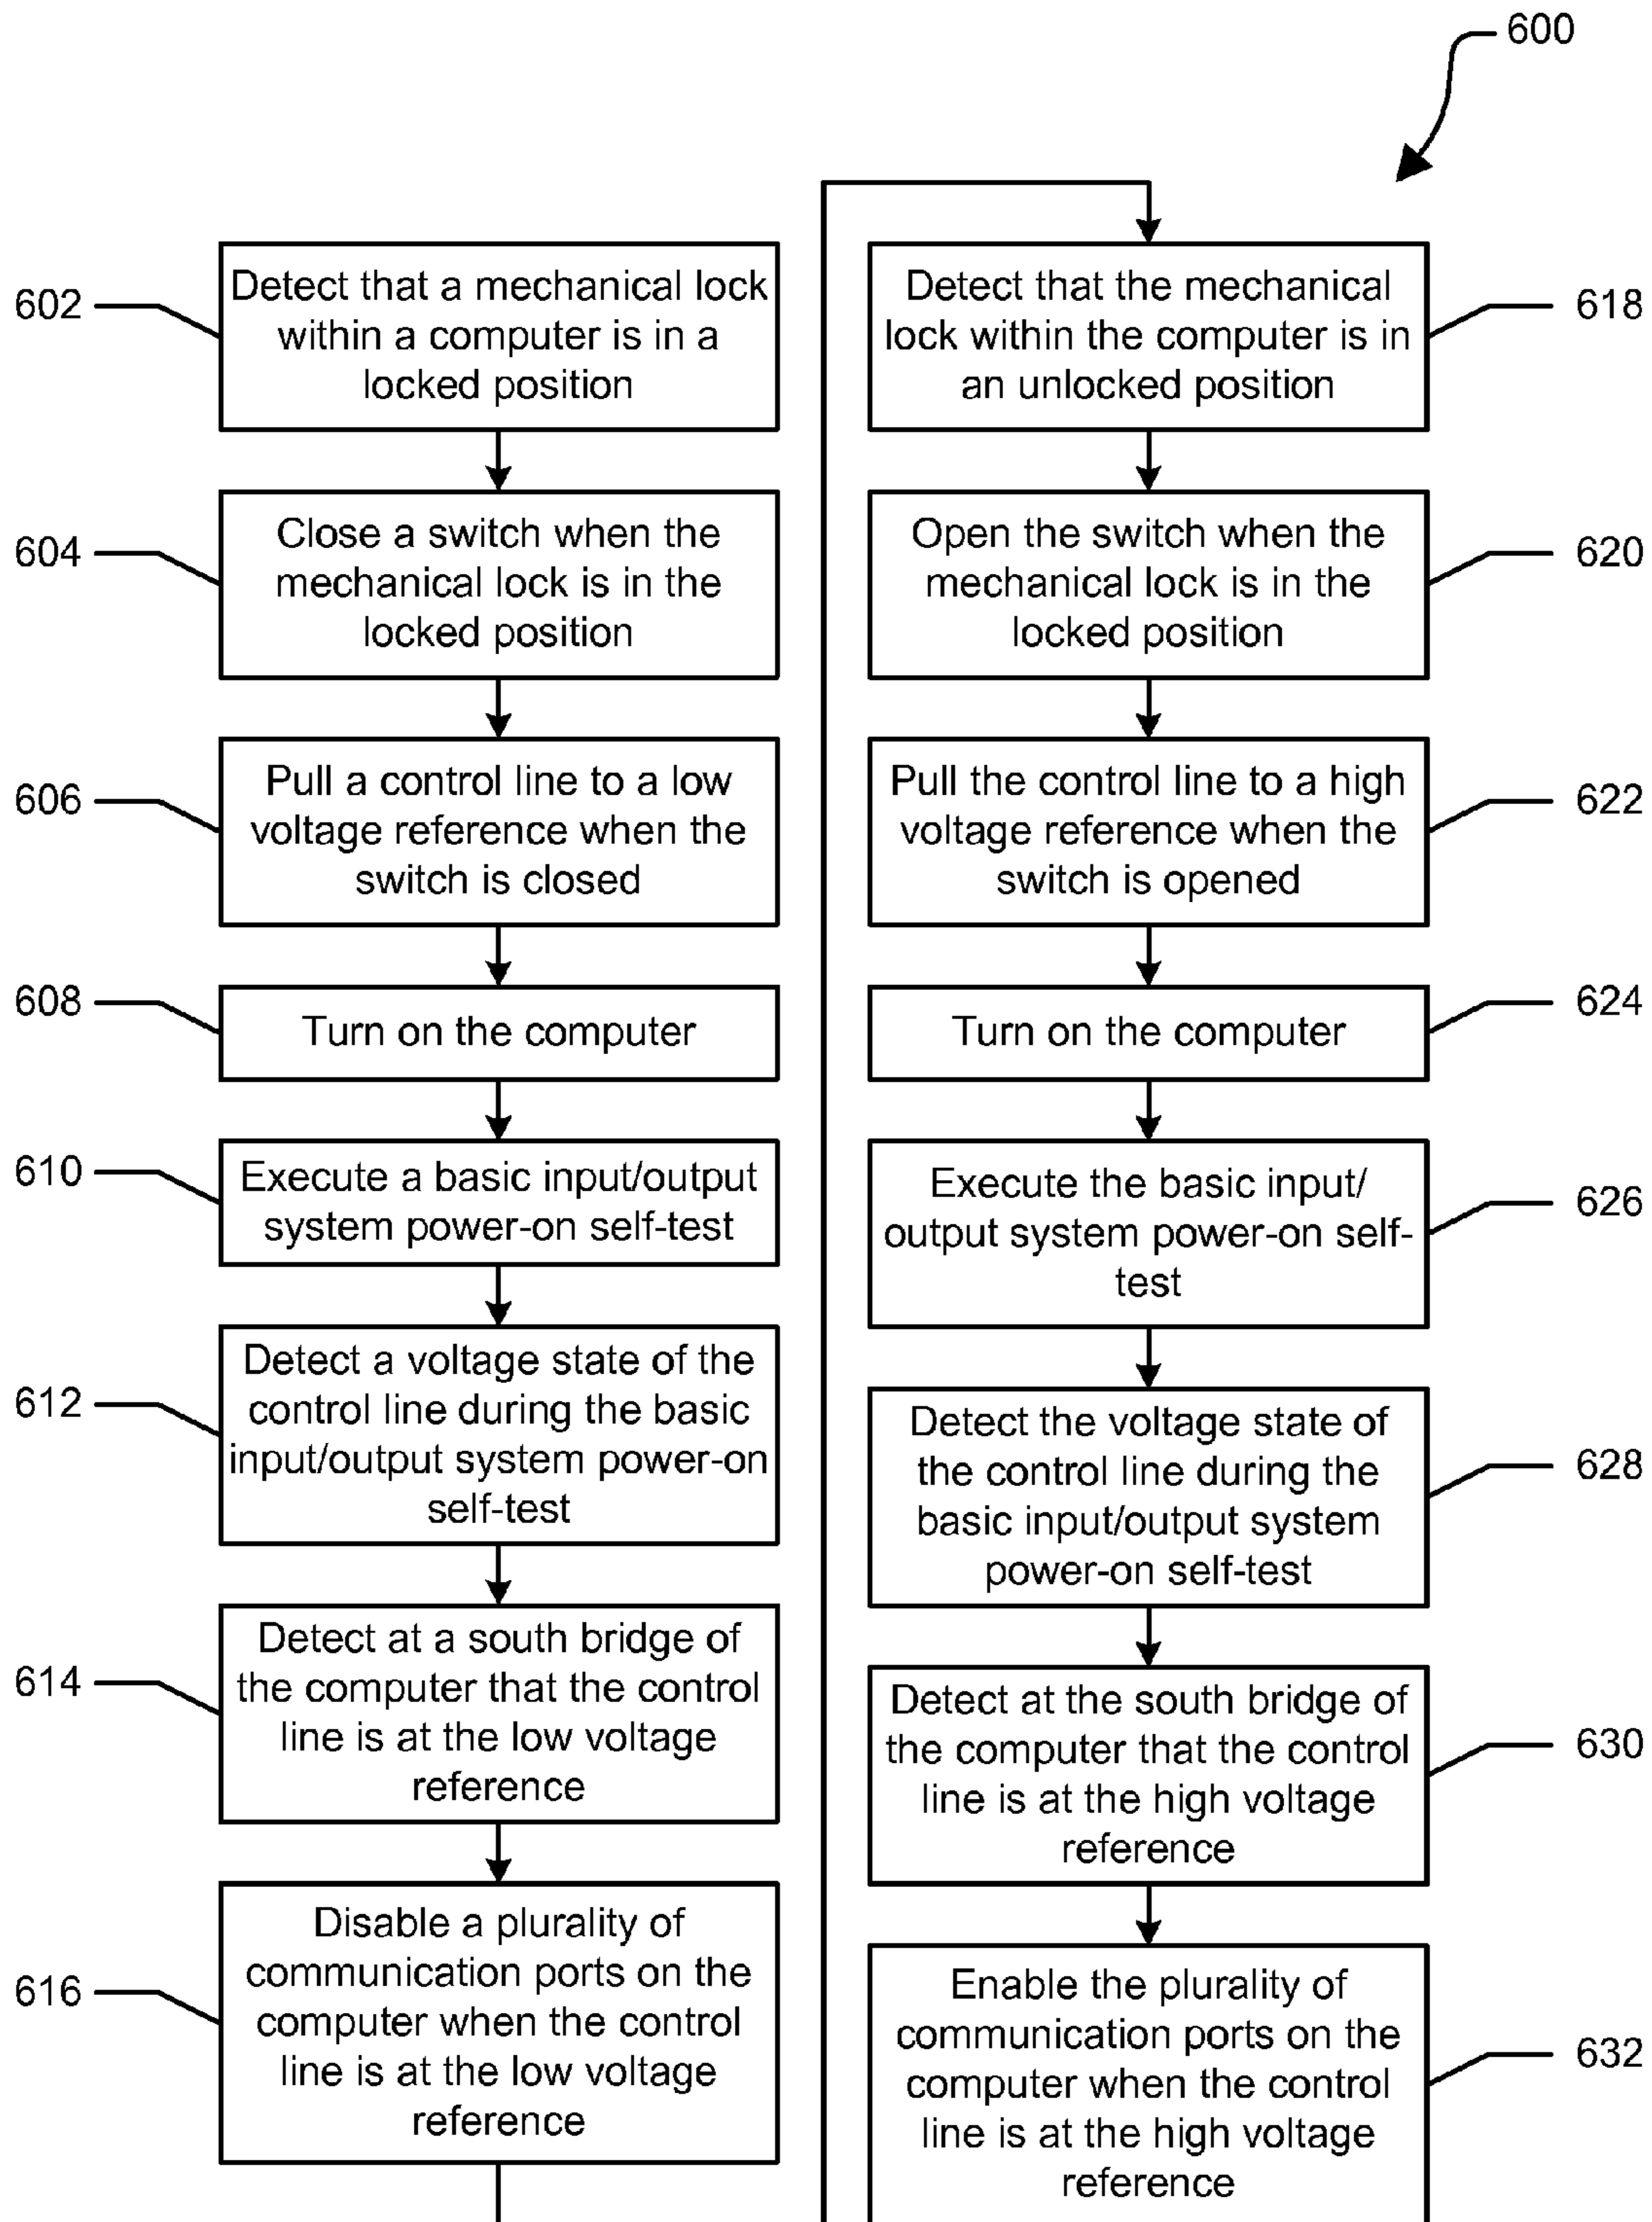 600
602
Detect that a mechanical lock
within a computer is in a
locked position
604
Close a switch when the
mechanical lock is in the
locked position
606
Pull a control line to a low
voltage reference when the
switch is closed
608
Turn on the computer
610
Execute a basic input/output
system power-on self-test
612
Detect a voltage state of the
control line during the basic
input/output system power-on
self-test
614
Detect at a south bridge of
the computer that the control
line is at the low voltage
reference
616
Disable a plurality of
communication ports on the
computer when the control
line is at the low voltage
reference
Detect that the mechanical
lock within the computer is in
an unlocked position
618
Open the switch when the
mechanical lock is in the
locked position
620
Pull the control line to a high
voltage reference when the
switch is opened
622
Turn on the computer
624
Execute the basic input/
output system power-on self-
test
626
Detect the voltage state of
the control line during the
basic input/output system
power-on self-test
628
Detect at the south bridge of
the computer that the control
line is at the high voltage
reference
630
Enable the plurality of
communication ports on the
computer when the control
line is at the high voltage
reference
632